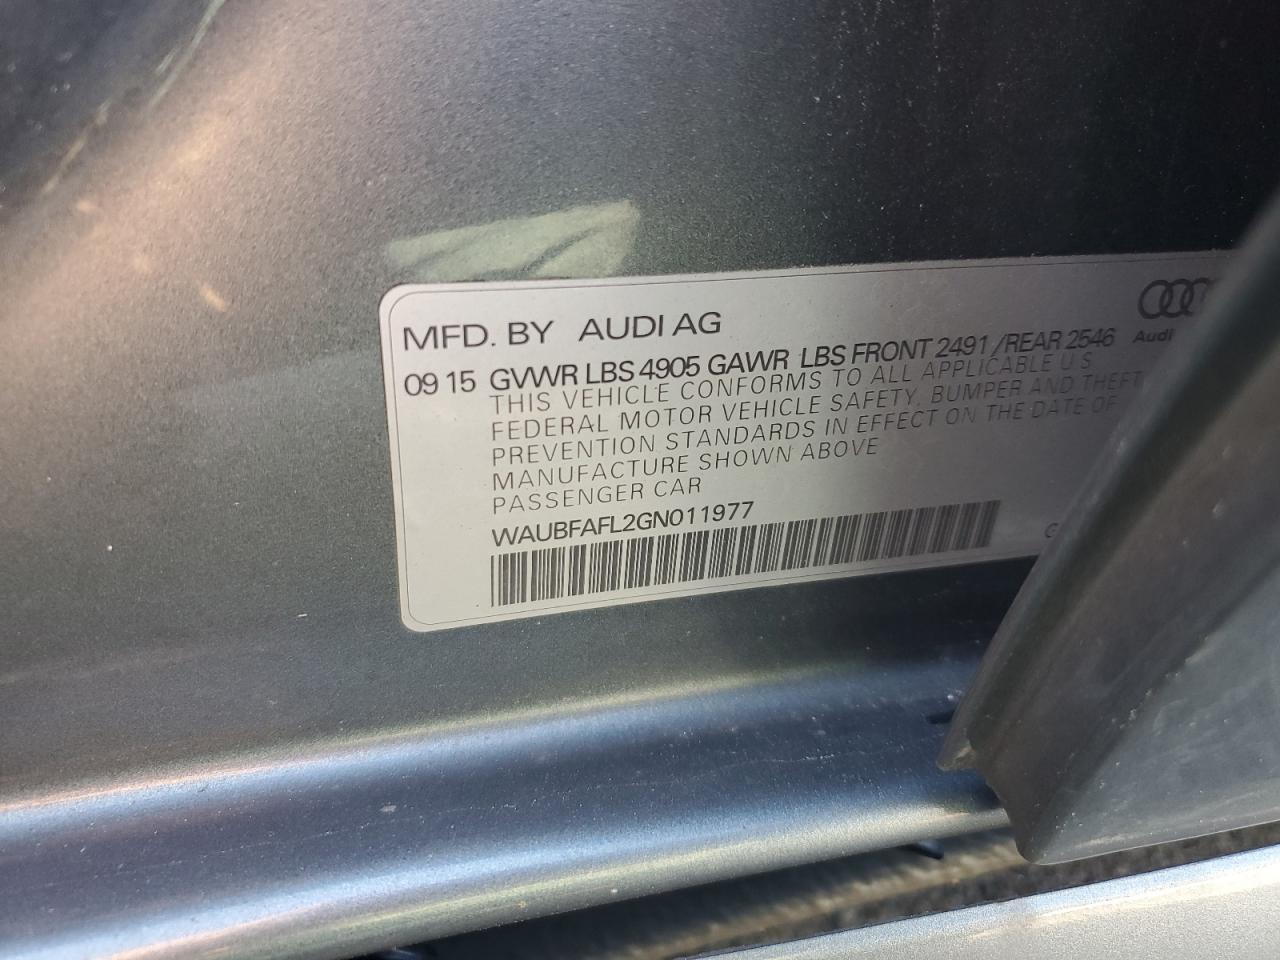 MFD. BY AUDI AG
Audi
09 15 GVWR LBS 4905 GAWR LBS FRONT 2491 /REAR 2546
THIS VEHICLE CONFORMS TO ALL APPLICABLE U.S
FEDERAL MOTOR VEHICLE SAFETY, BUMPER AND THEFT
PREVENTION STANDARDS IN EFFECT ON THE DATE OF
MANUFACTURE SHOWN ABOVE
PASSENGER CAR
WAUBFAFL2GN011977